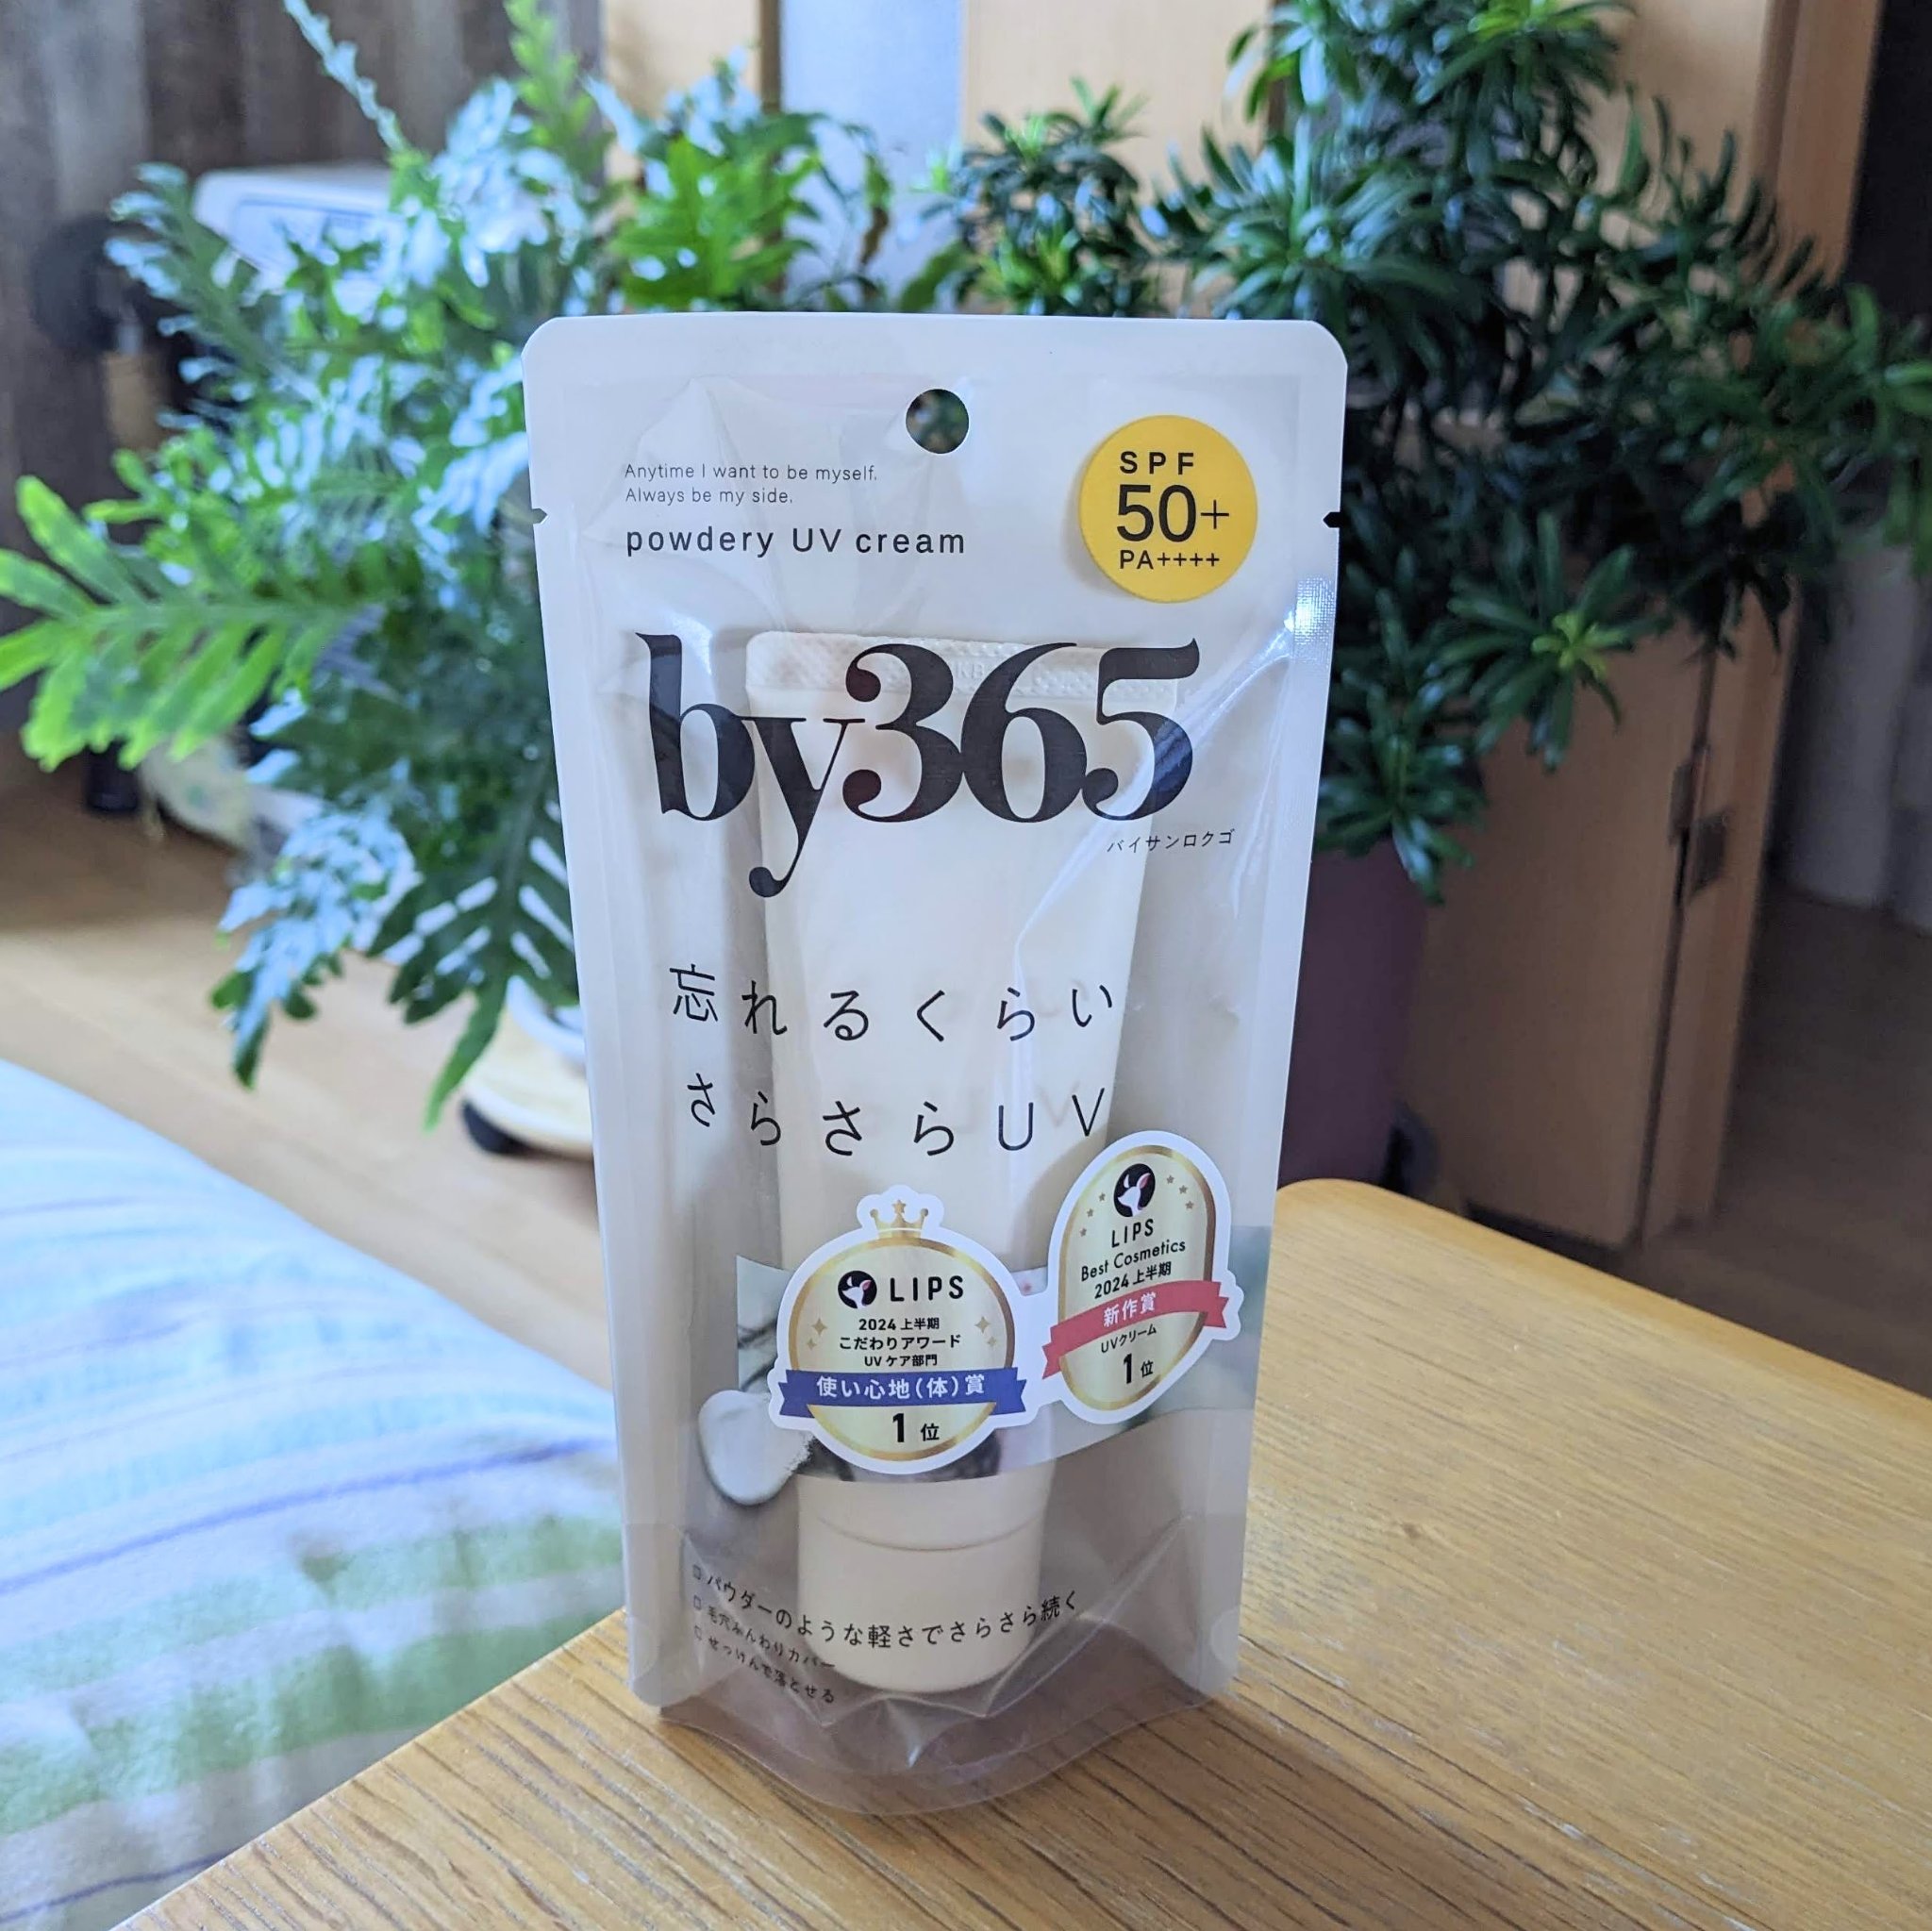 Anytime I want to be myself.
Always be my side.
powdery UV cream
SPF
50+
PA++++
by365
バイサンロクゴ
忘れるくらい
さらさらUV
LIPS
2024 上半期
こだわりアワード
UV ケア部門
使い心地(体)賞
1 位
LIPS
Best Cosmetics
2024 上半期
新作賞
UVクリーム
1 位
パウダーのような軽さでさらさら続く
毛穴ふんわりカバー
せっけんで落とせる